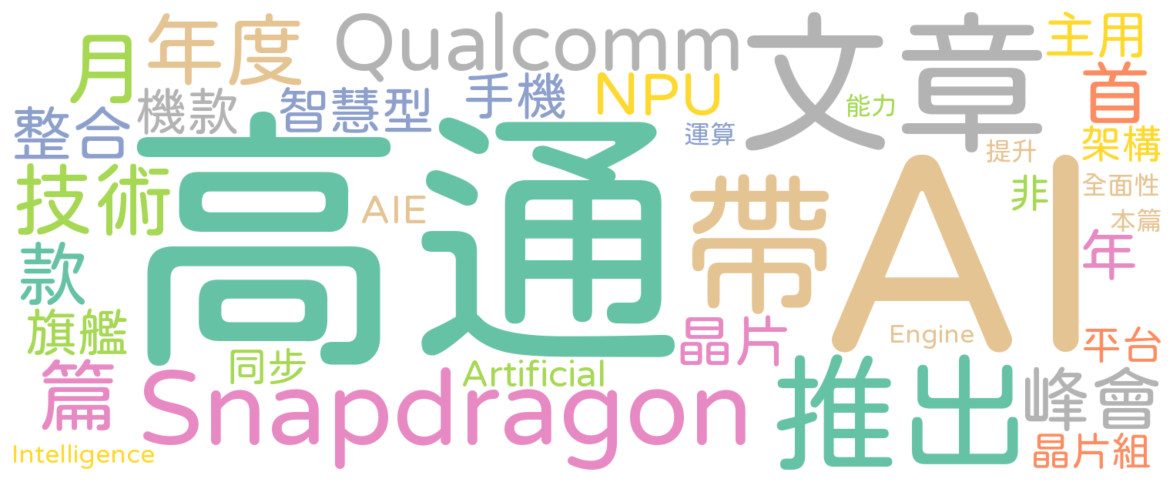 Qualcomm
文章
主用
年度
月
首
NPU
手機
智慧型
機款
能力
整合
運算
架構
提升
高通
AI
帶
技術
非
全面性
AIE
本篇
年
款
旗艦
Engine
晶片
平台
同步
Artificial
推出
篇
峰會
Snapdragon
晶片組
Intelligence